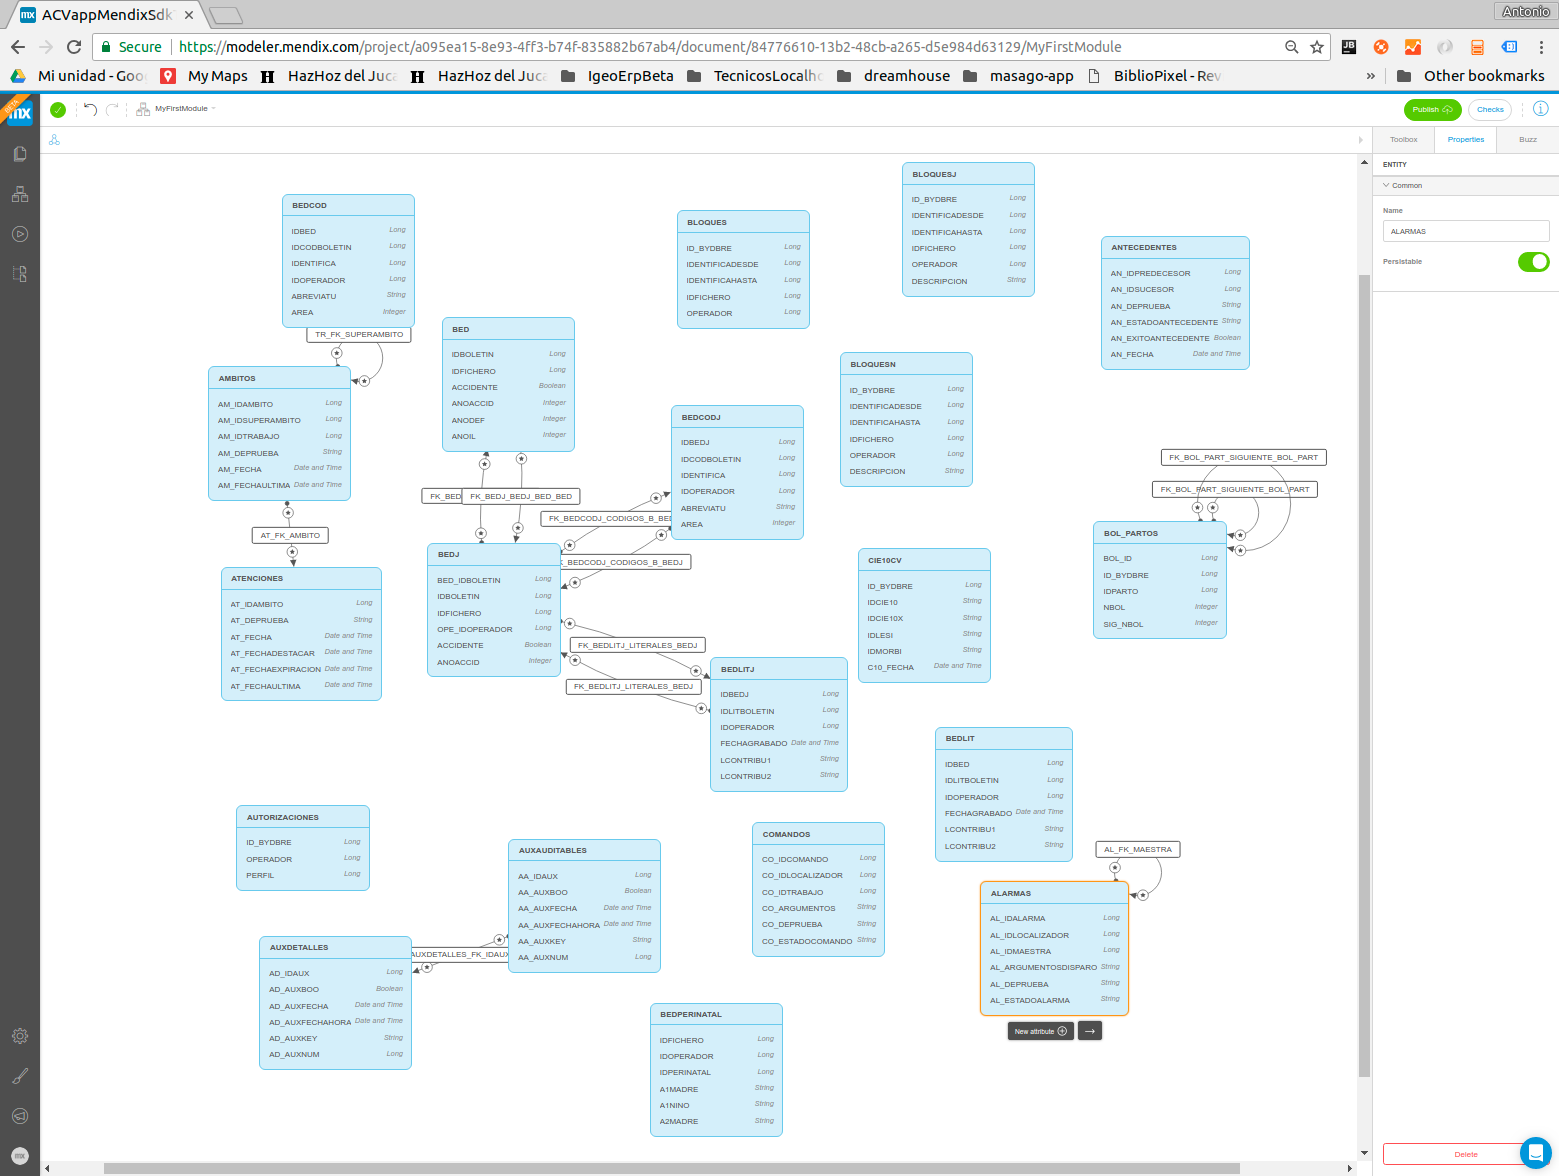 ACVappMendixSdk
Antonio
Secure https://modeler.mendix.com/project/a095ea15-8e93-4ff3-b74f-835882b67ab4/document/84776610-13b2-48cb-a265-d5e984d63129/MyFirstModule
Mi unidad - Goo
My Maps
HazHoz del Juca
HazHoz del Juca
IgeoErpBeta
TecnicosLocalho
dreamhouse
masago-app
BiblioPixel - Rev
» Other bookmarks
BETA
mx
MyFirstModule
Publish
Checks
Toolbox
Properties
Buzz
ENTITY
Common
Name
ALARMAS
Persistable
Delete
BEDCOD
IDBED Long
IDCODBOLETIN Long
IDENTIFICA Long
IDOPERADOR Long
ABREVIATU String
AREA Integer
TR_FK_SUPERAMBITO
AMBITOS
AM_IDAMBITO Long
AM_IDSUPERAMBITO Long
AM_IDTRABAJO Long
AM_DEPRUEBA String
AM_FECHA Date and Time
AM_FECHAULTIMA Date and Time
AT_FK_AMBITO
ATENCIONES
AT_IDAMBITO Long
AT_DEPRUEBA String
AT_FECHA Date and Time
AT_FECHADESTACAR Date and Time
AT_FECHAEXPIRACION Date and Time
AT_FECHAULTIMA Date and Time
BED
IDBOLETIN Long
IDFICHERO Long
ACCIDENTE Boolean
ANOACCID Integer
ANODEF Integer
ANOIL Integer
FK_BED
FK_BEDJ_BEDJ_BED_BED
BEDJ
BED_IDBOLETIN Long
IDBOLETIN Long
IDFICHERO Long
OPE_IDOPERADOR Long
ACCIDENTE Boolean
ANOACCID Integer
FK_BEDCODJ_CODIGOS_B_BED
K_BEDCODJ_CODIGOS_B_BEDJ
FK_BEDLITJ_LITERALES_BEDJ
FK_BEDLITJ_LITERALES_BEDJ
BLOQUES
ID_BYDBRE Long
IDENTIFICADESDE Long
IDENTIFICAHASTA Long
IDFICHERO Long
OPERADOR Long
BLOQUESJ
ID_BYDBRE Long
IDENTIFICADESDE Long
IDENTIFICAHASTA Long
IDFICHERO Long
OPERADOR Long
DESCRIPCION String
ANTECEDENTES
AN_IDPREDECESOR Long
AN_IDSUCESOR Long
AN_DEPRUEBA String
AN_ESTADOANTECEDENTE String
AN_EXITOANTECEDENTE Boolean
AN_FECHA Date and Time
BLOQUESN
ID_BYDBRE Long
IDENTIFICADESDE Long
IDENTIFICAHASTA Long
IDFICHERO Long
OPERADOR Long
DESCRIPCION String
BEDCODJ
IDBEDJ Long
IDCODBOLETIN Long
IDENTIFICA Long
IDOPERADOR Long
ABREVIATU String
AREA Integer
FK_BOL_PART_SIGUIENTE_BOL_PART
FK_BOL_PART_SIGUIENTE_BOL_PART
BOL_PARTOS
BOL_ID Long
ID_BYDBRE Long
IDPARTO Long
NBOL Integer
SIG_NBOL Integer
CIE10CV
ID_BYDBRE Long
IDCIE10 String
IDCIE10X String
IDLESI String
IDMORBI String
C10_FECHA Date and Time
BEDLITJ
IDBEDJ Long
IDLITBOLETIN Long
IDOPERADOR Long
FECHAGRABADO Date and Time
LCONTRIBU1 String
LCONTRIBU2 String
BEDLIT
IDBED Long
IDLITBOLETIN Long
IDOPERADOR Long
FECHAGRABADO Date and Time
LCONTRIBU1 String
LCONTRIBU2 String
AUTORIZACIONES
ID_BYDBRE Long
OPERADOR Long
PERFIL Long
AUXAUDITABLES
AA_IDAUX Long
AA_AUXBOO Boolean
AA_AUXFECHA Date and Time
AA_AUXFECHAHORA Date and Time
AA_AUXKEY String
AA_AUXNUM Long
COMANDOS
CO_IDCOMANDO Long
CO_IDLOCALIZADOR Long
CO_IDTRABAJO Long
CO_ARGUMENTOS String
CO_DEPRUEBA String
CO_ESTADOCOMANDO String
AL_FK_MAESTRA
ALARMAS
AL_IDALARMA Long
AL_IDLOCALIZADOR Long
AL_IDMAESTRA Long
AL_ARGUMENTOSDISPARO String
AL_DEPRUEBA String
AL_ESTADOALARMA String
New attribute
AUXDETALLES_FK_IDAUX
AUXDETALLES
AD_IDAUX Long
AD_AUXBOO Boolean
AD_AUXFECHA Date and Time
AD_AUXFECHAHORA Date and Time
AD_AUXKEY String
AD_AUXNUM Long
BEDPERINATAL
IDFICHERO Long
IDOPERADOR Long
IDPERINATAL Long
A1MADRE String
A1NINO String
A2MADRE String
mx